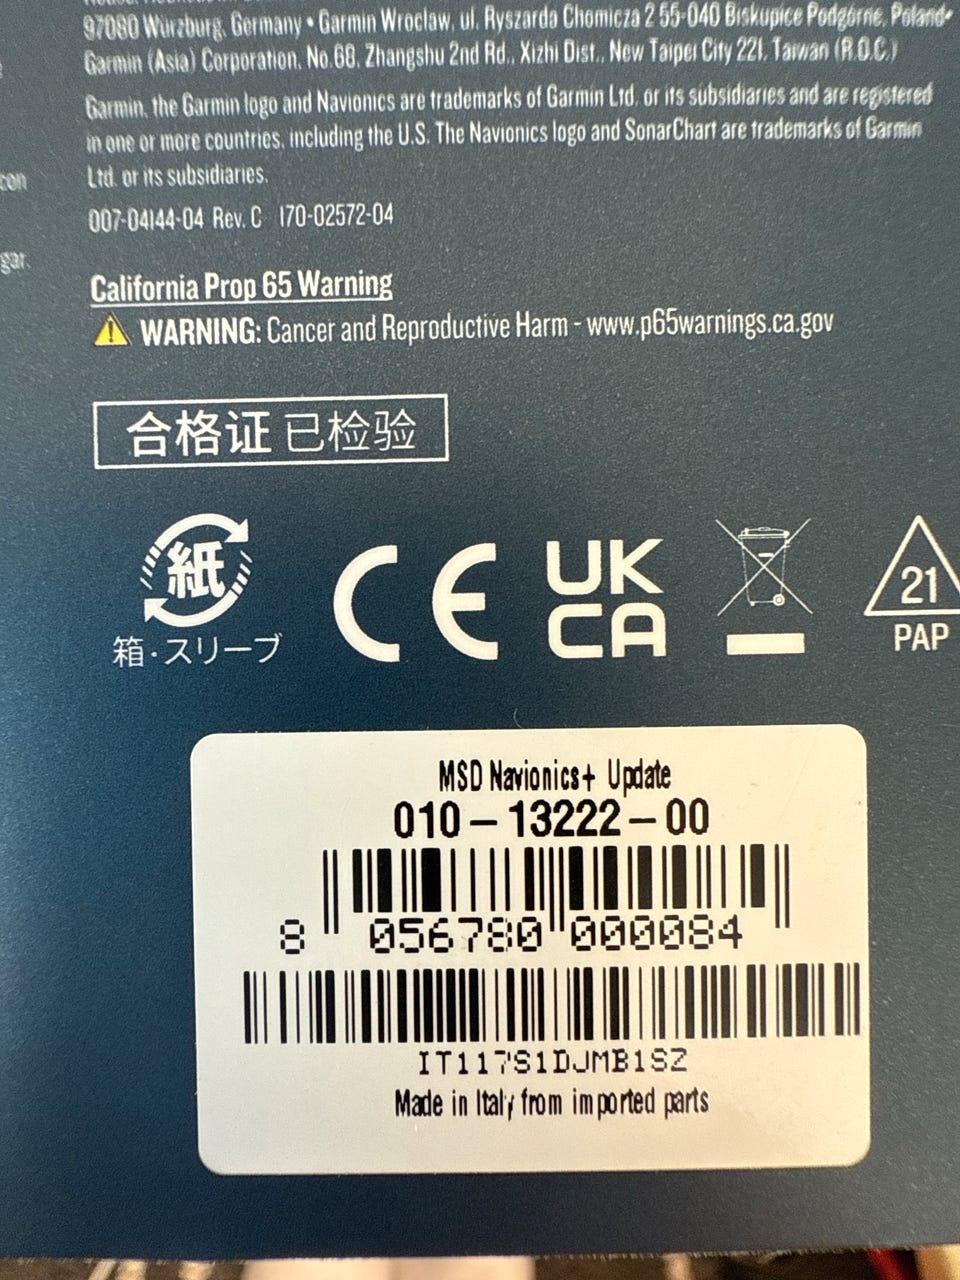 97080 Würzburg, Germany • Garmin Wroclaw, ul. Ryszarda Chomicza 2 55-040 Biskupice Podgórne, Poland•
Garmin (Asia) Corporation, No.68, Zhangshu 2nd Rd., Xizhi Dist., New Taipei City 221, Taiwan (R.O.C.)
Garmin, the Garmin logo and Navionics are trademarks of Garmin Ltd. or its subsidiaries and are registered
in one or more countries, including the U.S. The Navionics logo and SonarChart are trademarks of Garmin
con
Ltd. or its subsidiaries.
007-04144-04 Rev. C 170-02572-04
gar.
California Prop 65 Warning
WARNING: Cancer and Reproductive Harm - www.p65warnings.ca.gov
合格证 已检验
紙
箱・スリーブ
CE
UK
CA
21
PAP
MSD Navionics+ Update
010-13222-00
8 056780 000084
IT117S1DJMB1SZ
Made in Italy from imported parts